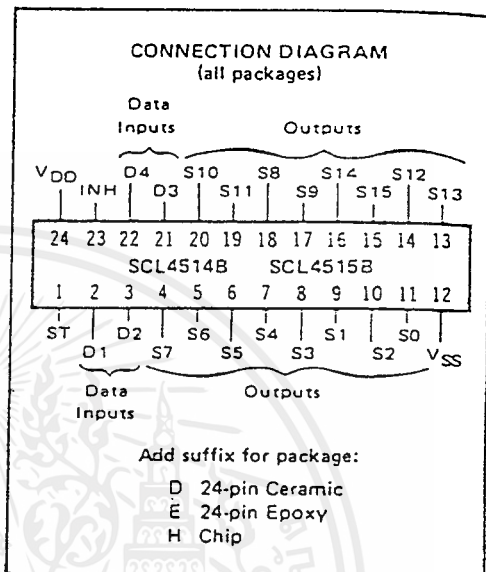 CONNECTION DIAGRAM
(all packages)
Data
Inputs
Outputs
VDD INH D4 D3 S10 S11 S8 S9 S14 S15 S12 S13
24 23 22 21 20 19 18 17 16 15 14 13
SCL4514B SCL4515B
1 2 3 4 5 6 7 8 9 10 11 12
ST D1 D2 S7 S6 S5 S4 S3 S1 S2 S0 VSS
Data
Inputs
Outputs
Add suffix for package:
D 24-pin Ceramic
E 24-pin Epoxy
H Chip